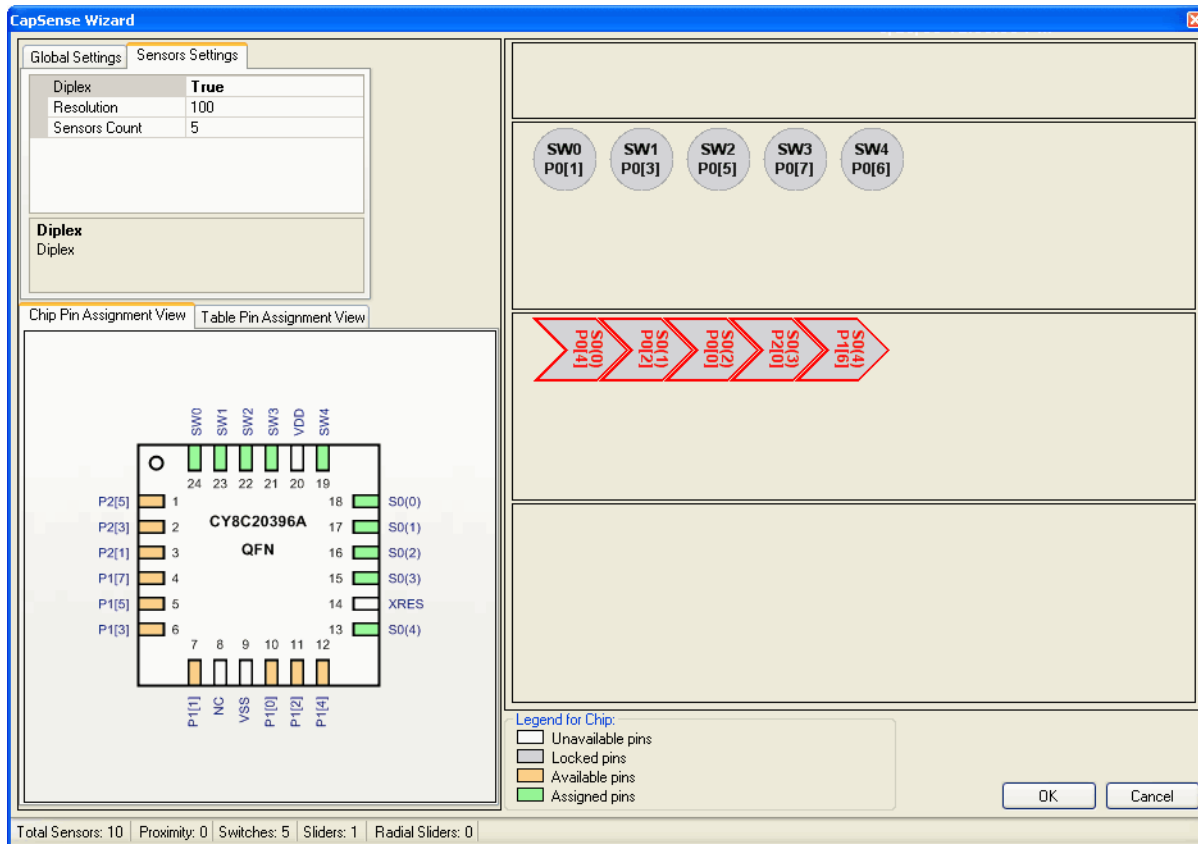 CapSense Wizard
Global Settings Sensors Settings
Diplex True
Resolution 100
Sensors Count 5
Diplex
Diplex
Chip Pin Assignment View Table Pin Assignment View
SW0 SW1 SW2 SW3 VDD SW4
24 23 22 21 20 19
P2[5] 1 18 S0(0)
P2[3] 2 CY8C20396A 17 S0(1)
P2[1] 3 QFN 16 S0(2)
P1[7] 4 15 S0(3)
P1[5] 5 14 XRES
P1[3] 6 13 S0(4)
7 8 9 10 11 12
P1[1] NC VSS P1[0] P1[2] P1[4]
SW0 SW1 SW2 SW3 SW4
P0[1] P0[3] P0[5] P0[7] P0[6]
S0(0) S0(1) S0(2) S0(3) S0(4)
P0[4] P0[2] P0[0] P2[0] P1[6]
Legend for Chip:
Unavailable pins
Locked pins
Available pins
Assigned pins
OK Cancel
Total Sensors: 10 Proximity: 0 Switches: 5 Sliders: 1 Radial Sliders: 0